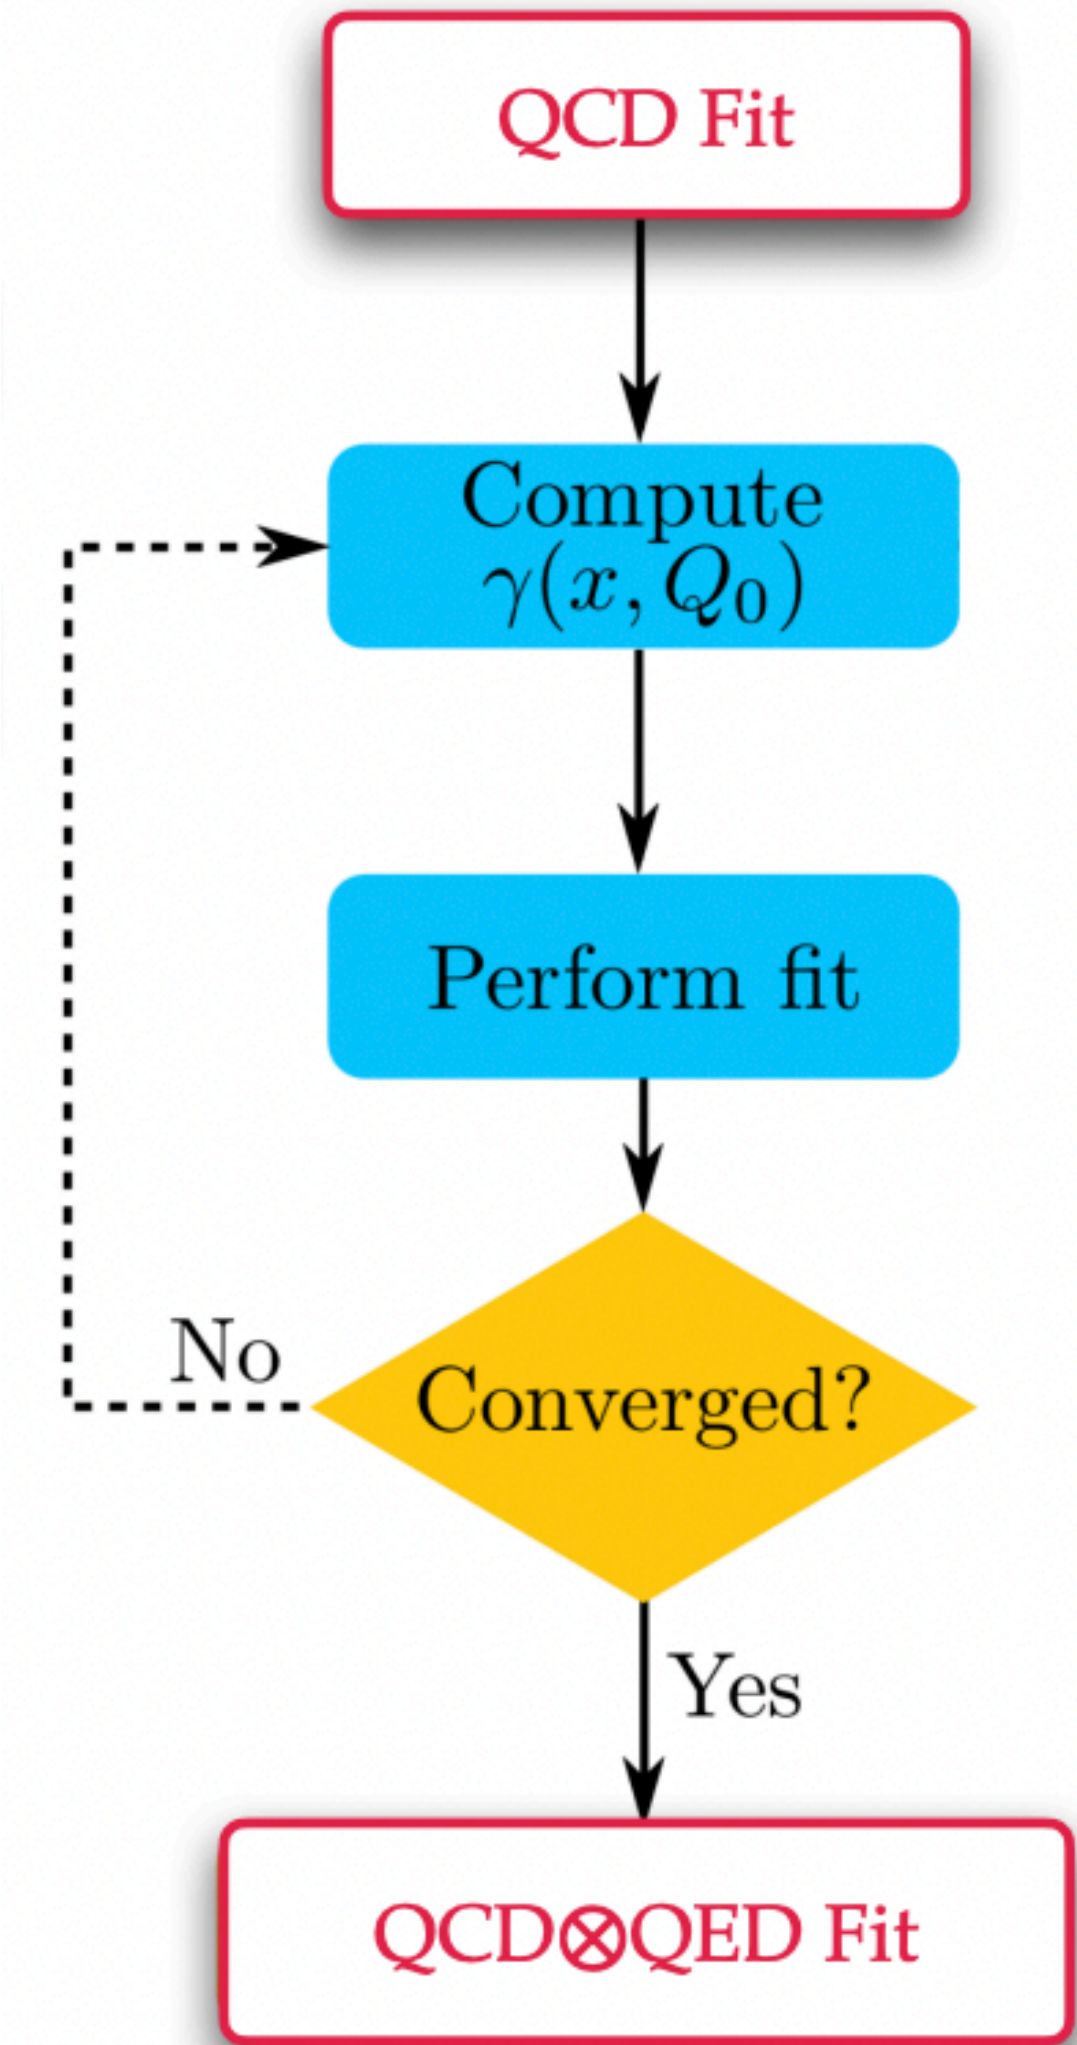 QCD Fit
Compute
γ(x, Q₀)
Perform fit
Converged?
No
Yes
QCD⊗QED Fit